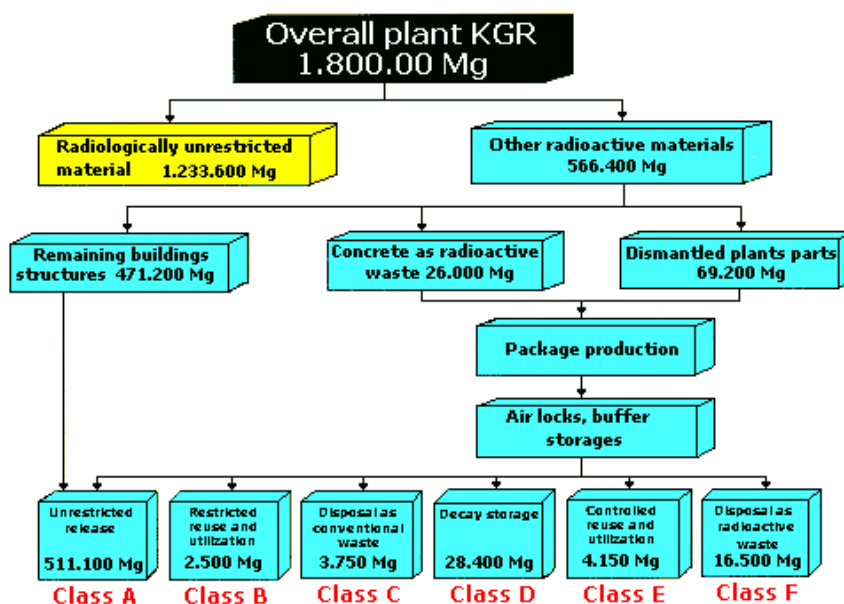 Overall plant KGR
1.800.00 Mg
Radiologically unrestricted
material 1.233.600 Mg
Other radioactive materials
566.400 Mg
Remaining buildings
structures 471.200 Mg
Concrete as radioactive
waste 26.000 Mg
Dismantled plants parts
69.200 Mg
Package production
Air locks, buffer
storages
Unrestricted
release
511.100 Mg
Class A
Restricted
reuse and
utilization
2.500 Mg
Class B
Disposal as
conventional
waste
3.750 Mg
Class C
Decay storage
28.400 Mg
Class D
Controlled
reuse and
utilization
4.150 Mg
Class E
Disposal as
radioactive
waste
16.500 Mg
Class F